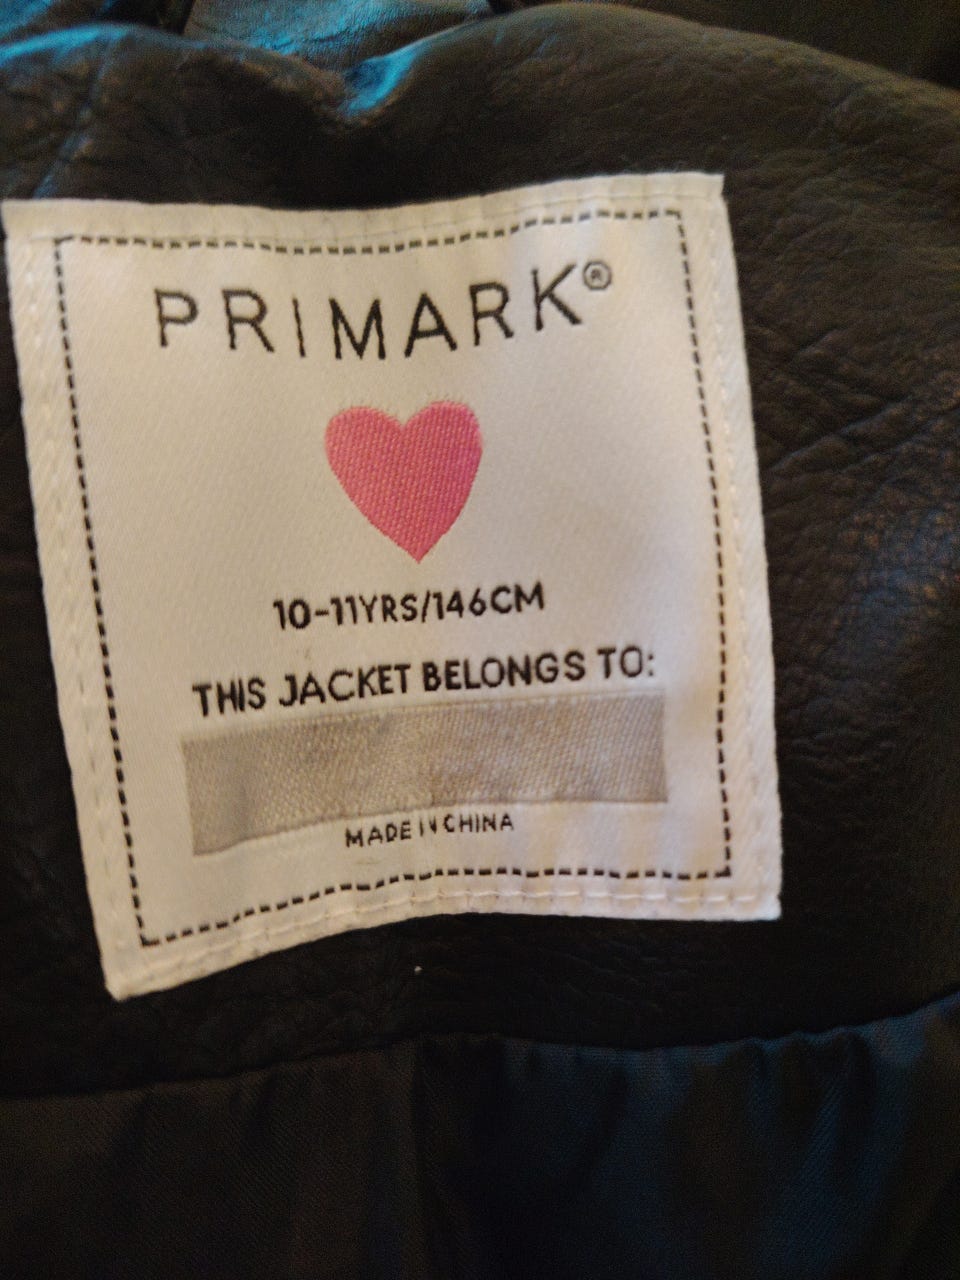 PRIMARK®
10-11YRS/146CM
THIS JACKET BELONGS TO:
MADE IN CHINA